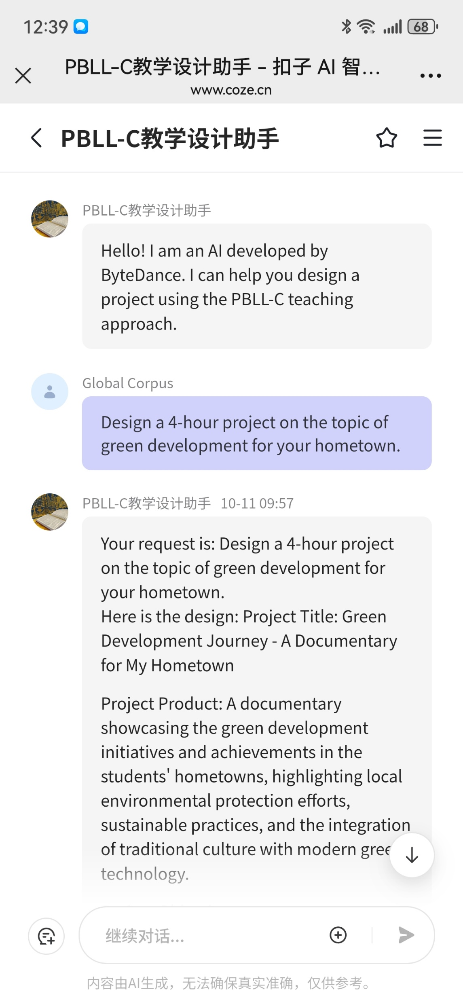 12:39
68
PBLL-C教学设计助手 – 扣子 AI 智...
www.coze.cn
PBLL-C教学设计助手
PBLL-C教学设计助手
Hello! I am an AI developed by
ByteDance. I can help you design a
project using the PBLL-C teaching
approach.
Global Corpus
Design a 4-hour project on the topic of
green development for your hometown.
PBLL-C教学设计助手 10-11 09:57
Your request is: Design a 4-hour project
on the topic of green development for
your hometown.
Here is the design: Project Title: Green
Development Journey - A Documentary
for My Hometown
Project Product: A documentary
showcasing the green development
initiatives and achievements in the
students' hometowns, highlighting local
environmental protection efforts,
sustainable practices, and the integration
of traditional culture with modern gree
technology.
继续对话...
内容由AI生成，无法确保真实准确，仅供参考。